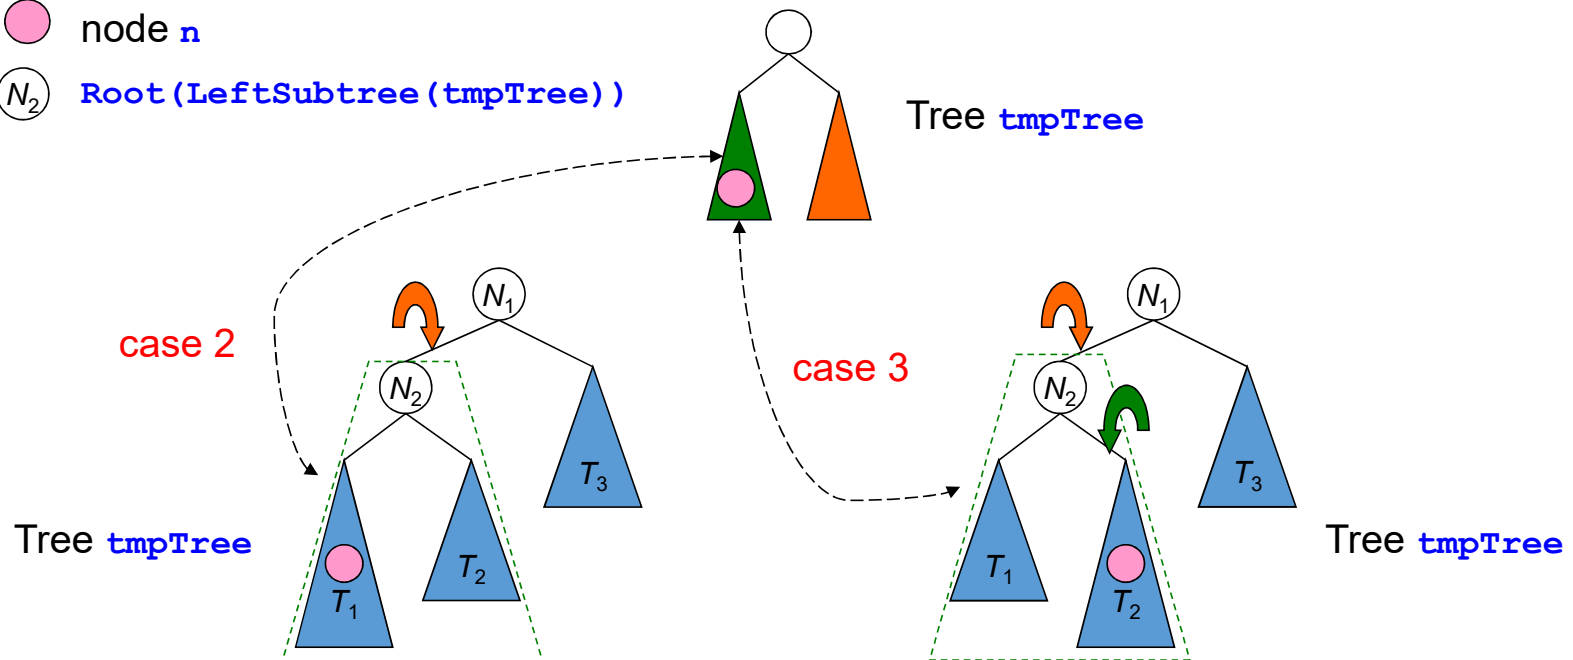 node n
N2 Root(LeftSubtree(tmpTree))
Tree tmpTree
N1
N1
case 2
case 3
N2
N2
T3
T3
Tree tmpTree
Tree tmpTree
T2
T1
T1
T2